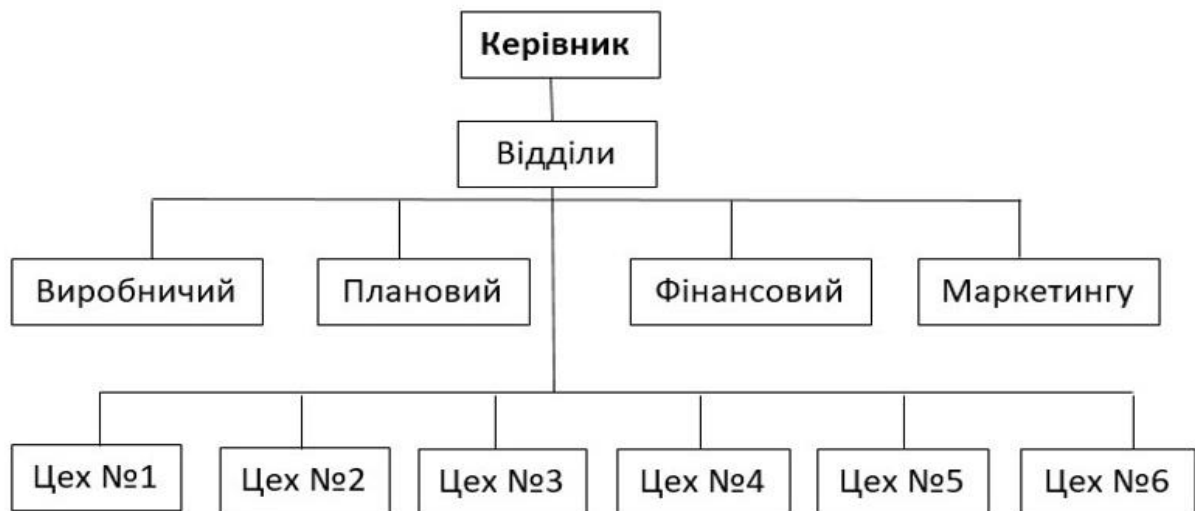 Керівник
Відділи
Виробничий
Плановий
Фінансовий
Маркетингу
Цех №1
Цех №2
Цех №3
Цех №4
Цех №5
Цех №6